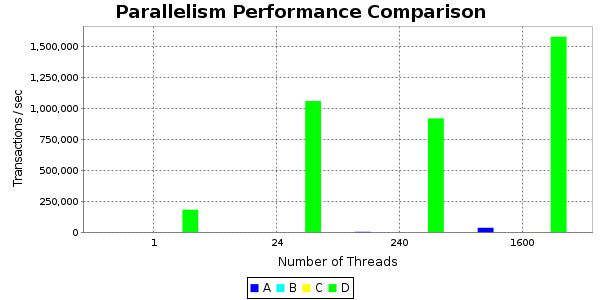 Parallelism Performance Comparison
Transactions / sec
1,500,000
1,250,000
1,000,000
750,000
500,000
250,000
0
1 24 240 1600
Number of Threads
A B C D